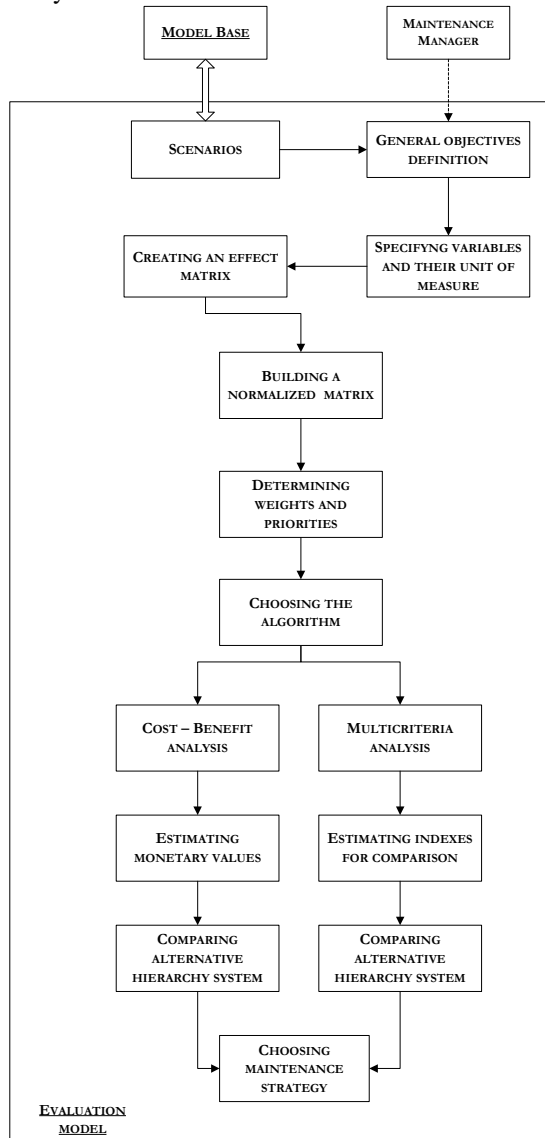 MODEL BASE
MAINTENANCE
MANAGER
SCENARIOS
GENERAL OBJECTIVES
DEFINITION
CREATING AN EFFECT
MATRIX
SPECIFYNG VARIABLES
AND THEIR UNIT OF
MEASURE
BUILDING A
NORMALIZED MATRIX
DETERMINING
WEIGHTS AND
PRIORITIES
CHOOSING THE
ALGORITHM
COST – BENEFIT
ANALYSIS
MULTICRITERIA
ANALYSIS
ESTIMATING
MONETARY VALUES
ESTIMATING INDEXES
FOR COMPARISON
COMPARING
ALTERNATIVE
HIERARCHY SYSTEM
COMPARING
ALTERNATIVE
HIERARCHY SYSTEM
CHOOSING
MAINTENANCE
STRATEGY
EVALUATION
MODEL